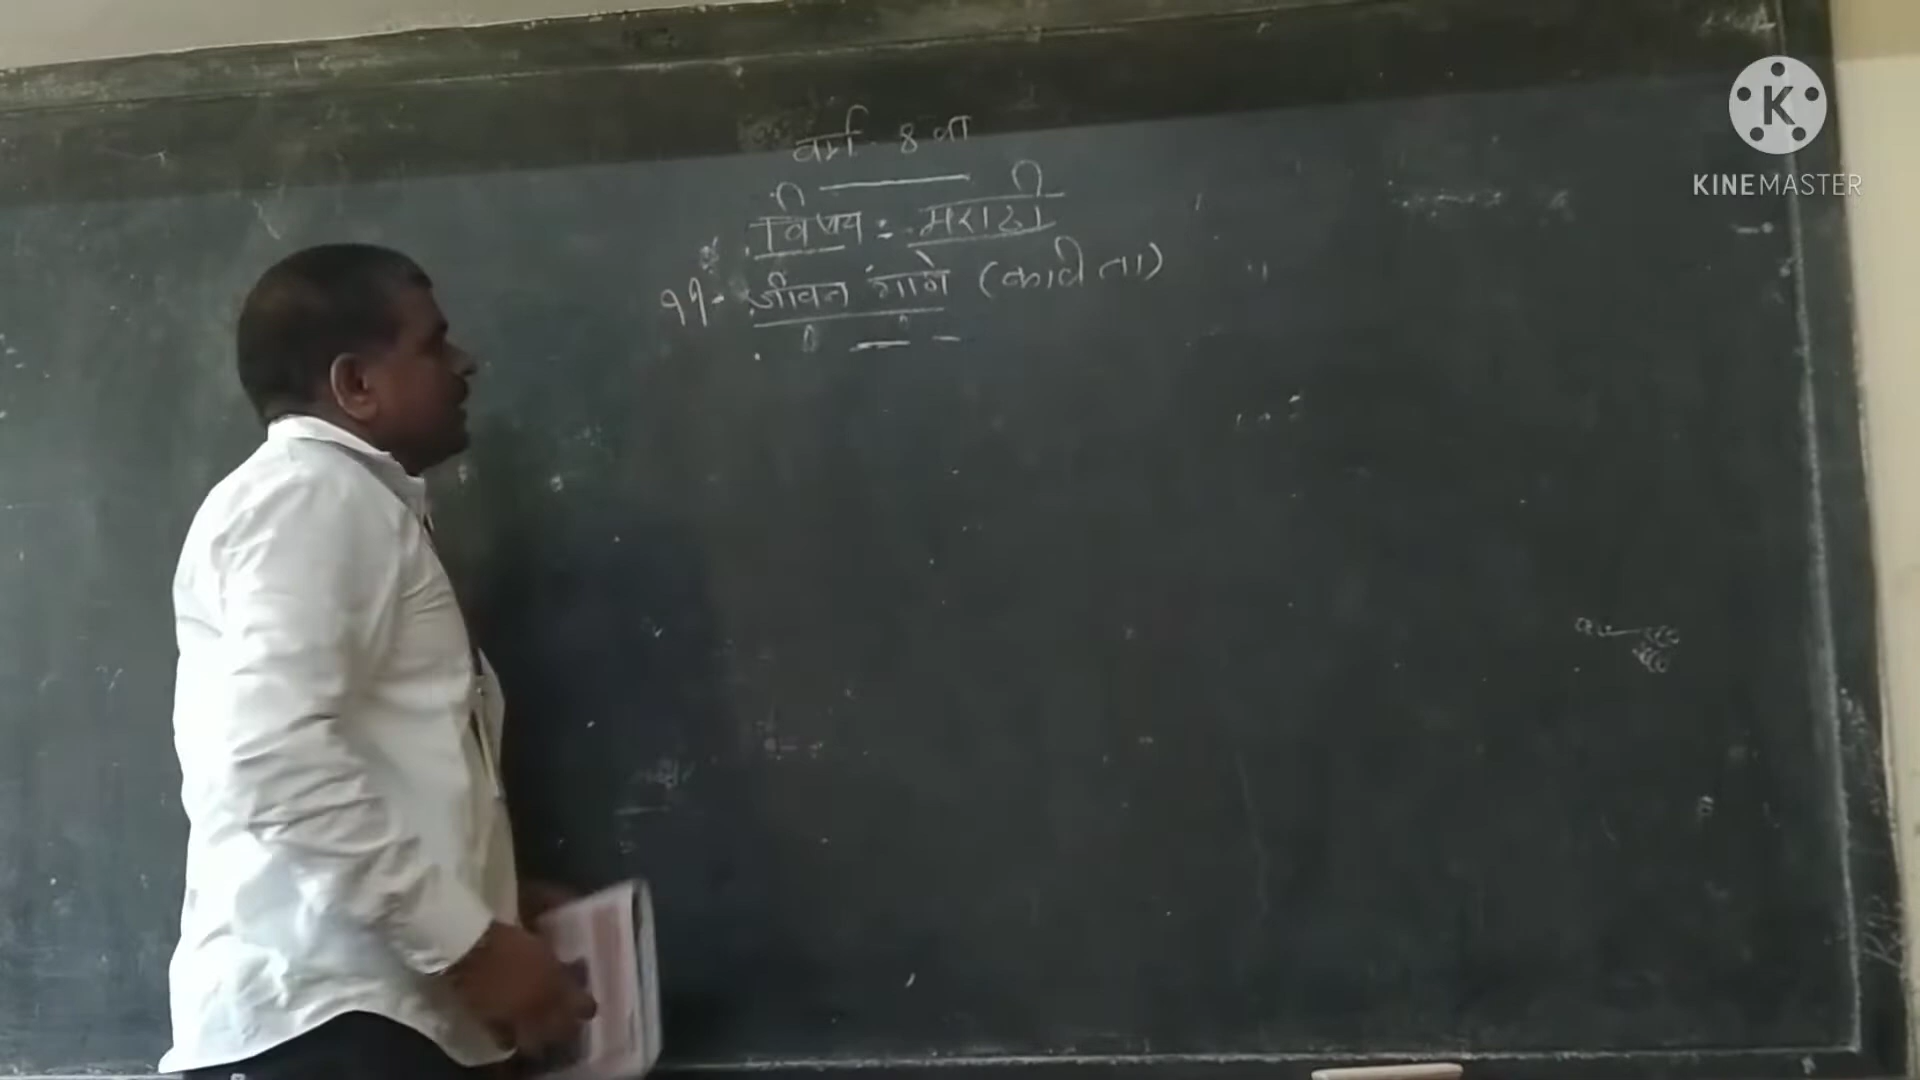 वर्ग - 8 वा
विषय :- मराठी
११- जीवन गाणे (कविता)
K
KINEMASTER